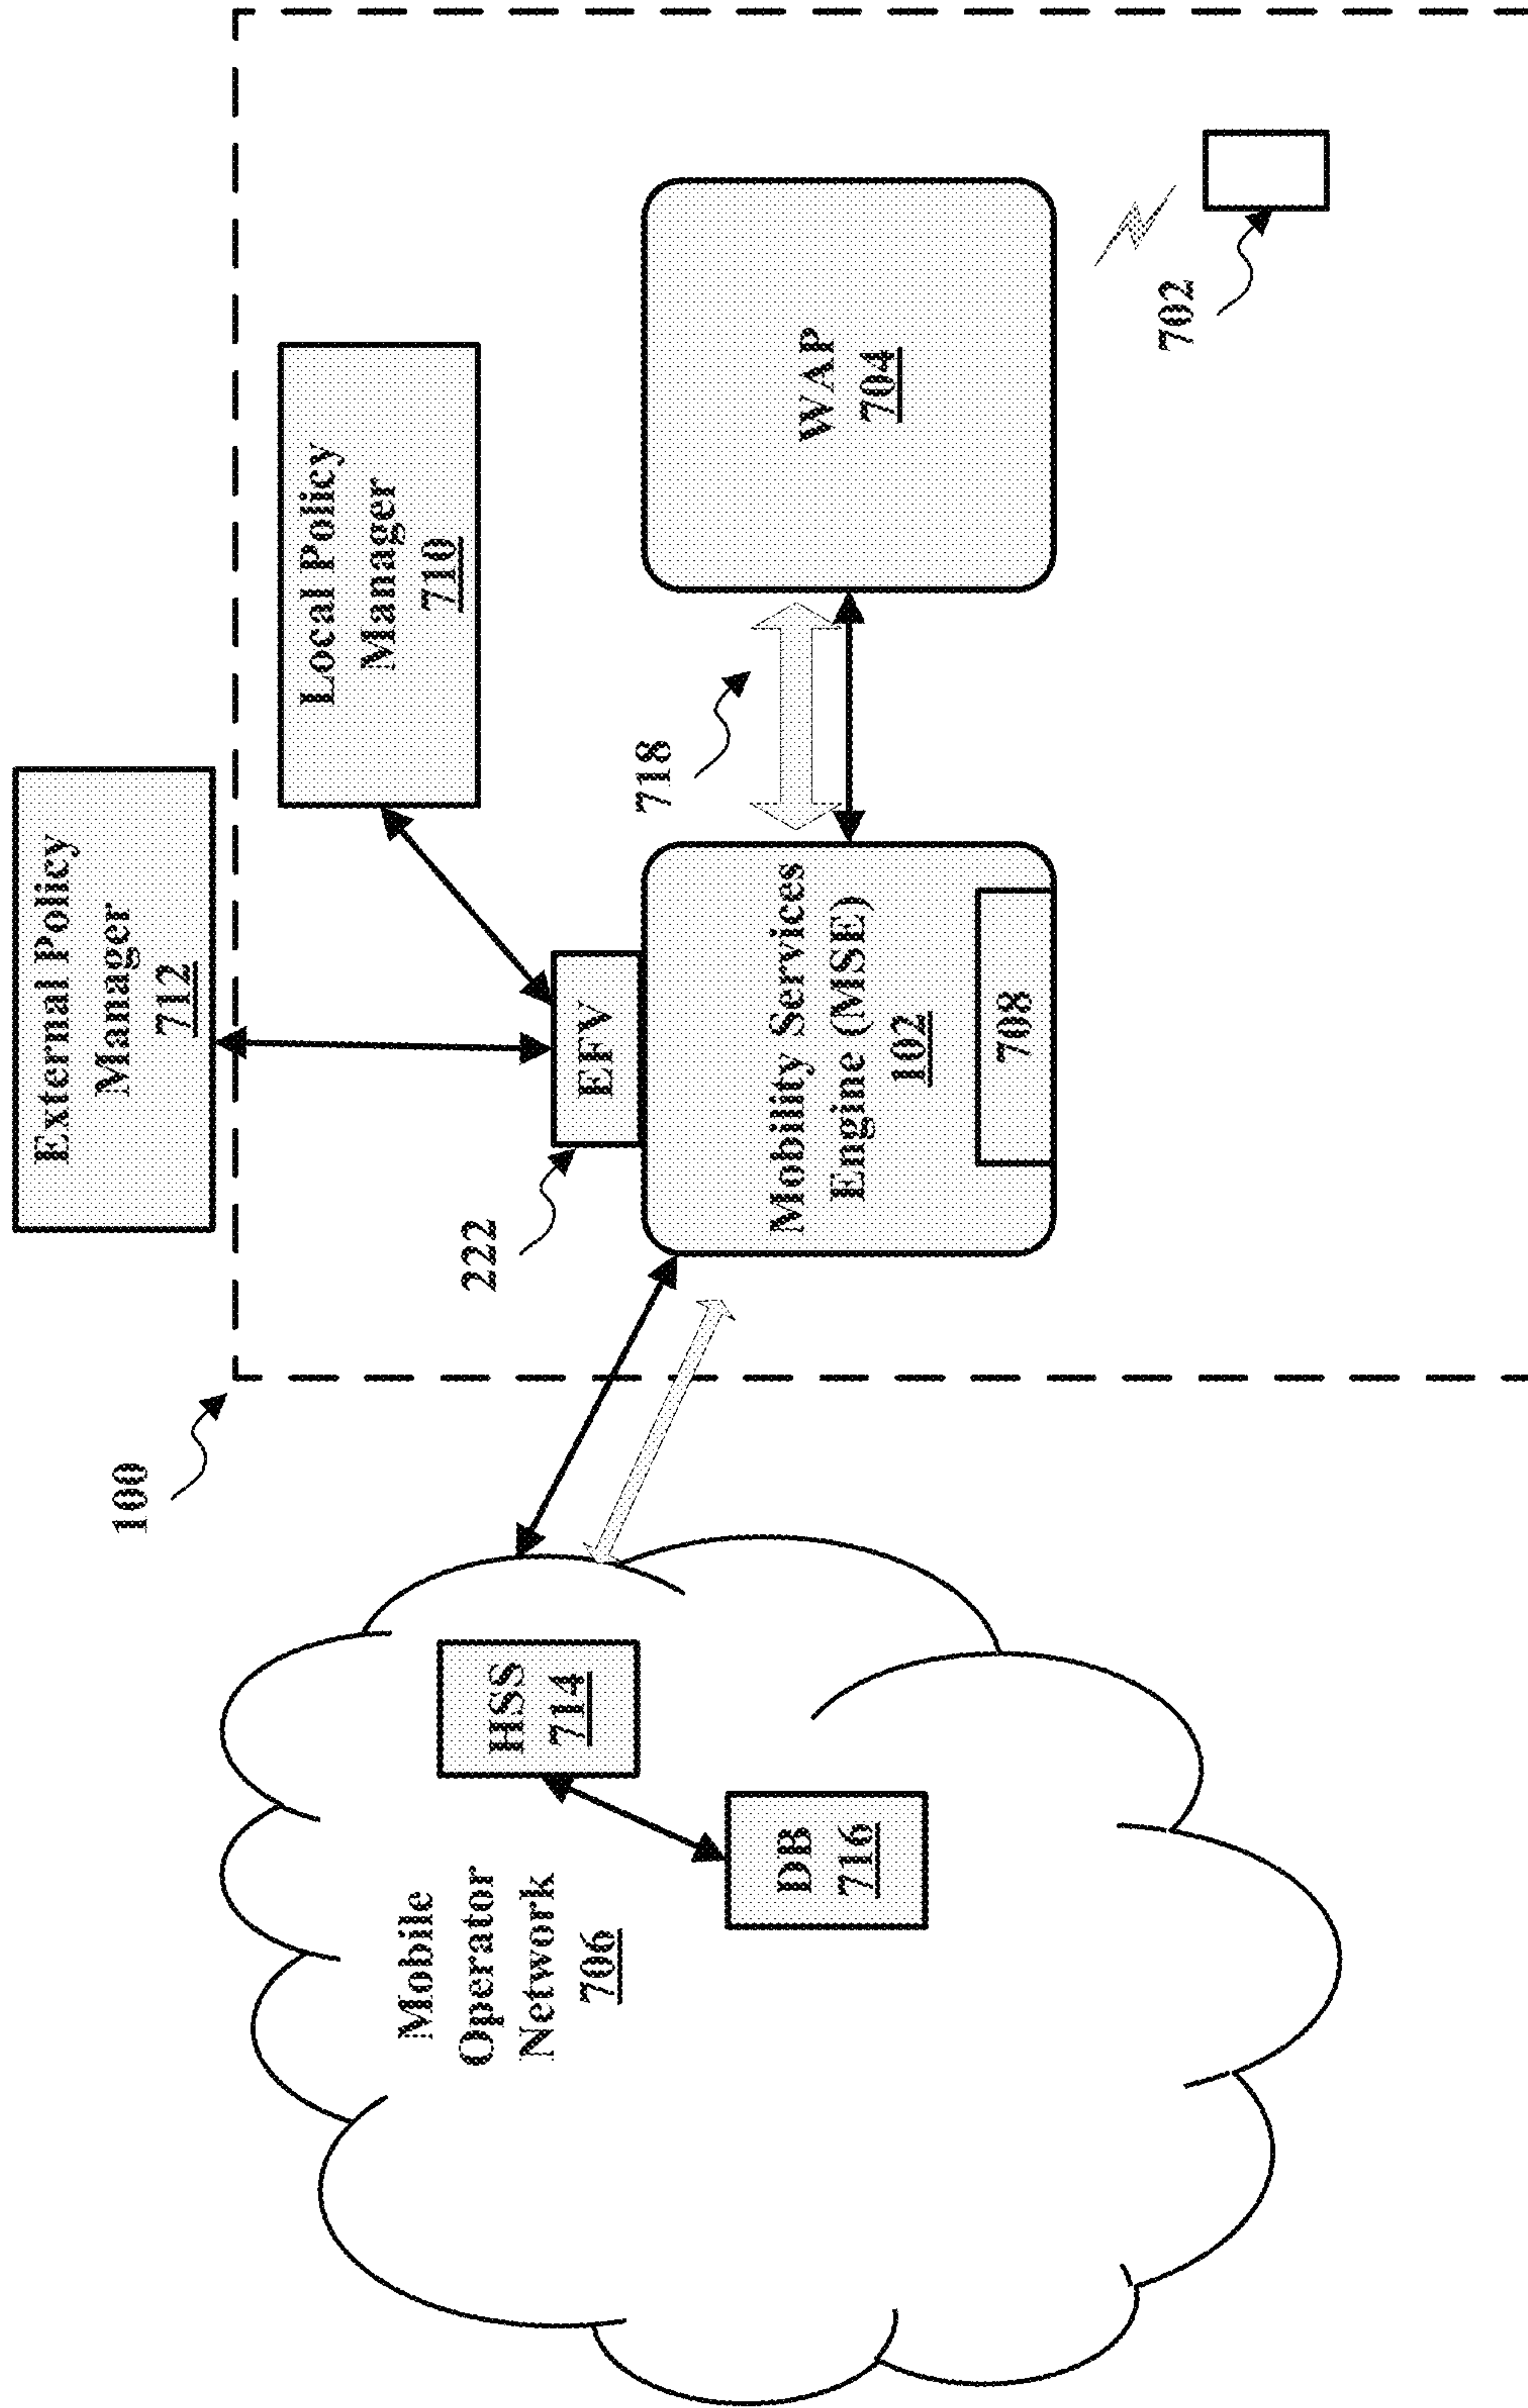 External Policy
Manager
712
100
Local Policy
Manager
710
222
EFV
718
Mobile
Operator
Network
706
HSS
714
DB
716
Mobility Services
Engine (MSE)
102
708
WAP
704
702